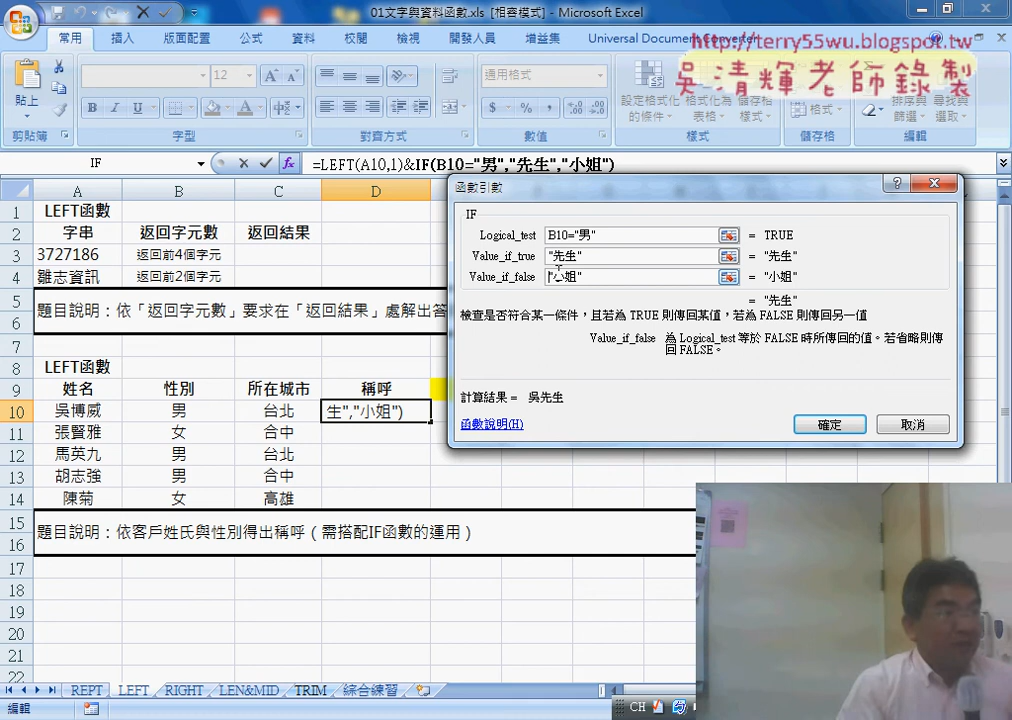 01文字與資料函數.xls [相容模式] - Microsoft Excel
常用 插入 版面配置 公式 資料 校閱 檢視 開發人員 增益集 Universal Document Converter
http://terry55wu.blogspot.tw
吳清輝老師錄製
貼上 12 通用格式 設定格式化的條件 格式化為表格 儲存格樣式 格式 排序與篩選 尋找與選取
剪貼簿 字型 對齊方式 數值 樣式 儲存格 編輯
IF =LEFT(A10,1)&IF(B10="男","先生","小姐")
A B C D
1 LEFT函數
2 字串 返回字元數 返回結果
3 3727186 返回前4個字元
4 雛志資訊 返回前2個字元
5 題目說明：依「返回字元數」要求在「返回結果」處解出答
6
7
8 LEFT函數
9 姓名 性別 所在城市 稱呼
10 吳博威 男 台北 生","小姐")
11 張賢雅 女 台中
12 馬英九 男 台北
13 胡志強 男 台中
14 陳菊 女 高雄
15 題目說明：依客戶姓氏與性別得出稱呼（需搭配IF函數的運用）
16
17
18
19
20
21
22
函數引數
IF
Logical_test B10="男" = TRUE
Value_if_true "先生" = "先生"
Value_if_false "小姐" = "小姐"
= "先生"
檢查是否符合某一條件，且若為 TRUE 則傳回某值，若為 FALSE 則傳回另一值
Value_if_false 為 Logical_test 等於 FALSE 時所傳回的值。若省略則傳
回 FALSE。
計算結果 = 吳先生
函數說明(H) 確定 取消
REPT LEFT RIGHT LEN&MID TRIM 綜合練習
編輯 CH